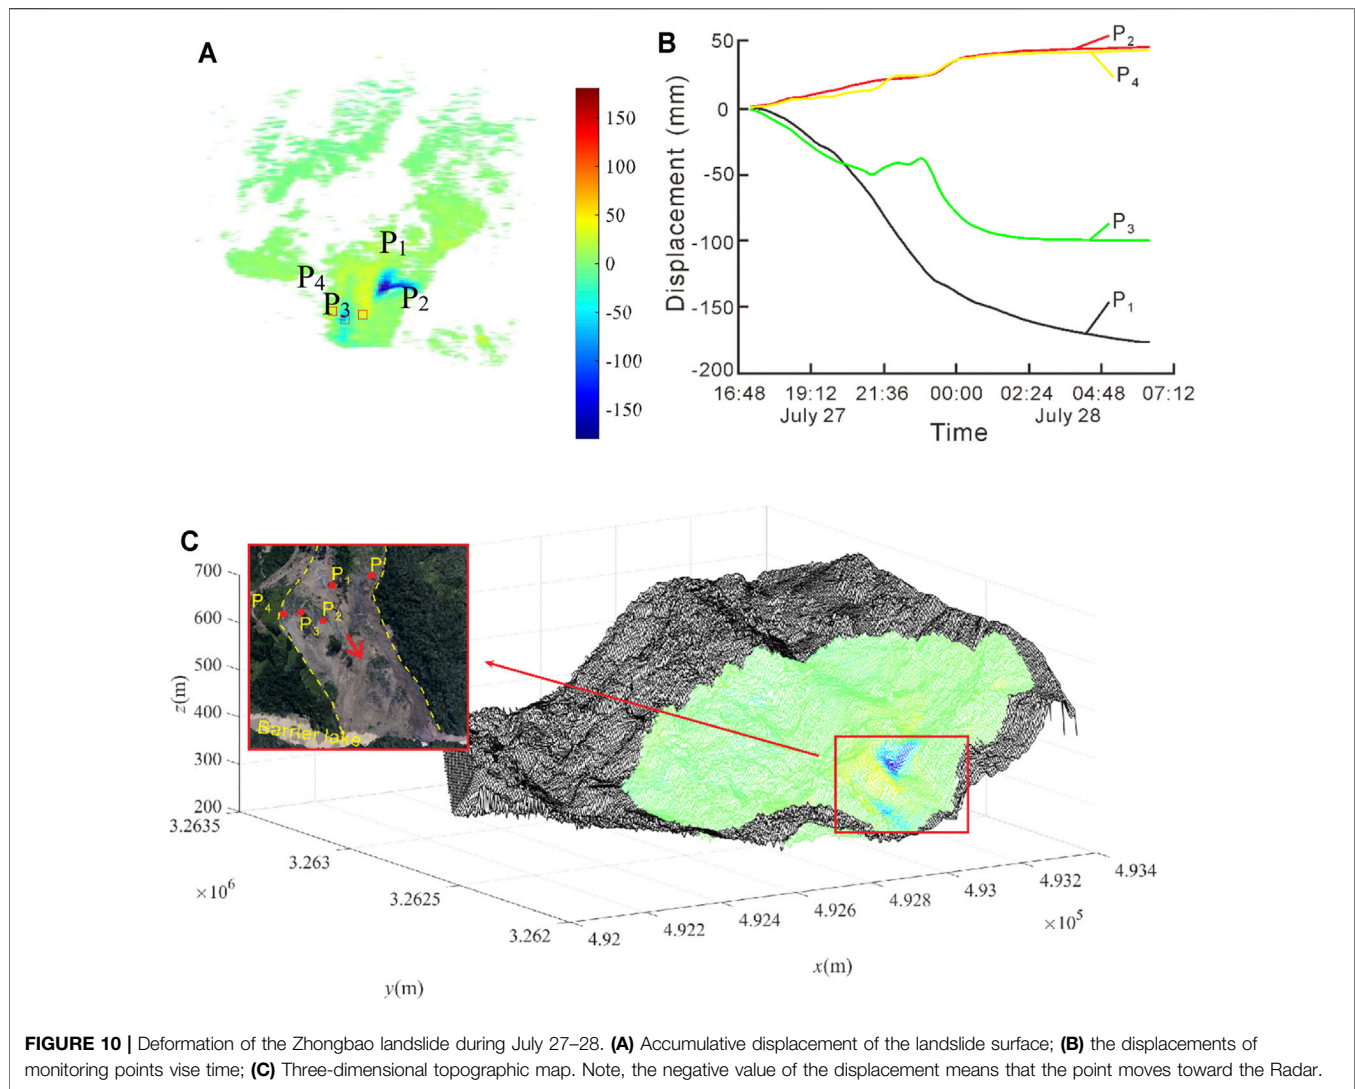 A
P1
P4
P3
P2
150
100
50
0
-50
-100
-150
B
50
0
-50
-100
-150
-200
Displacement (mm)
P2
P4
P3
P1
16:48 19:12 21:36 00:00 02:24 04:48 07:12
July 27 July 28
Time
C
P1
P
P4
P3
P2
Barrier lake
700
600
500
400
300
200
z(m)
3.2635
3.263
3.2625
3.262
×10⁶
y(m)
4.92
4.922
4.924
4.926
4.928
4.93
4.932
4.934
×10⁵
x(m)
FIGURE 10 | Deformation of the Zhongbao landslide during July 27–28. (A) Accumulative displacement of the landslide surface; (B) the displacements of
monitoring points vise time; (C) Three-dimensional topographic map. Note, the negative value of the displacement means that the point moves toward the Radar.